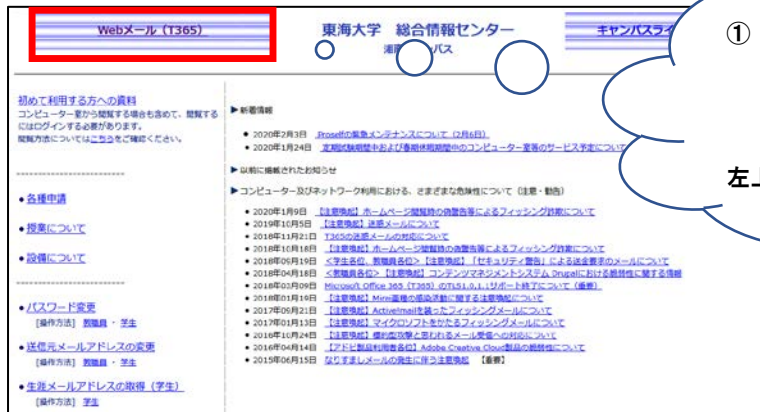 Webメール（T365）
東海大学 総合情報センター
キャンパスライ
①
左上
初めて利用する方への資料
コンピューター室から閲覧する場合も含めて、閲覧する
にはログインする必要があります。
閲覧方法についてはこちらをご確認ください。
--------------------------
•各種申請
•授業について
•設備について
--------------------------
•パスワード変更
[操作方法] 教職員 ・ 学生
•送信元メールアドレスの変更
[操作方法] 教職員 ・ 学生
•生涯メールアドレスの取得（学生）
[操作方法] 学生
▶新着情報
• 2020年2月3日 Proselfの緊急メンテナンスについて（2月6日）
• 2020年1月24日 定期試験期間中および春期休暇期間中のコンピューター室等のサービス予定について
▶以前に掲載されたお知らせ
▶コンピューター及びネットワーク利用における、さまざまな危険性について（注意・勧告）
• 2020年1月9日 【注意喚起】ホームページ閲覧時の偽警告等によるフィッシング詐欺について
• 2019年10月5日 【注意喚起】迷惑メールについて
• 2018年11月21日 T365の迷惑メールの対応について
• 2018年10月18日 【注意喚起】ホームページ閲覧時の偽警告等によるフィッシング詐欺について
• 2018年09月19日 <学生各位、教職員各位>【注意喚起】「セキュリティ警告」による送金要求のメールについて
• 2018年04月18日 <教職員各位>【注意喚起】コンテンツマネジメントシステム Drupalにおける脆弱性に関する情報
• 2018年03月09日 Microsoft Office 365（T365）のTLS1.0,1.1サポート終了について（重要）
• 2018年01月19日 【注意喚起】Mirai亜種の感染活動に関する注意喚起について
• 2017年09月21日 【注意喚起】Active!mailを装ったフィッシングメールについて
• 2017年01月13日 【注意喚起】マイクロソフトをかたるフィッシングメールについて
• 2016年10月24日 【注意喚起】標的型攻撃と思われるメール受信への対応について
• 2016年04月14日 【アドビ製品利用者各位】Adobe Creative Cloud製品の脆弱性について
• 2015年06月15日 なりすましメールの発生に伴う注意喚起 【重要】